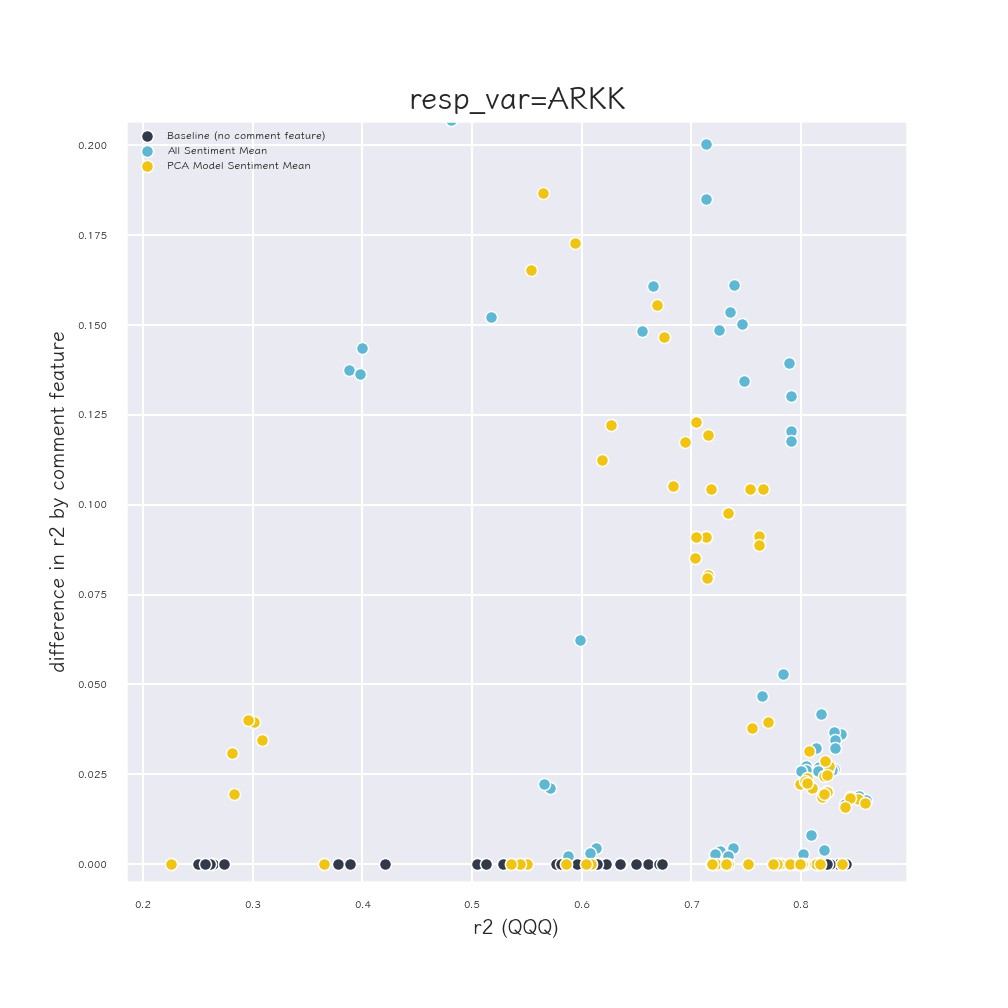 resp_var=ARKK
Baseline (no comment feature)
All Sentiment Mean
PCA Model Sentiment Mean
0.200
0.175
0.150
0.125
0.100
0.075
0.050
0.025
0.000
difference in r2 by comment feature
0.2 0.3 0.4 0.5 0.6 0.7 0.8
r2 (QQQ)